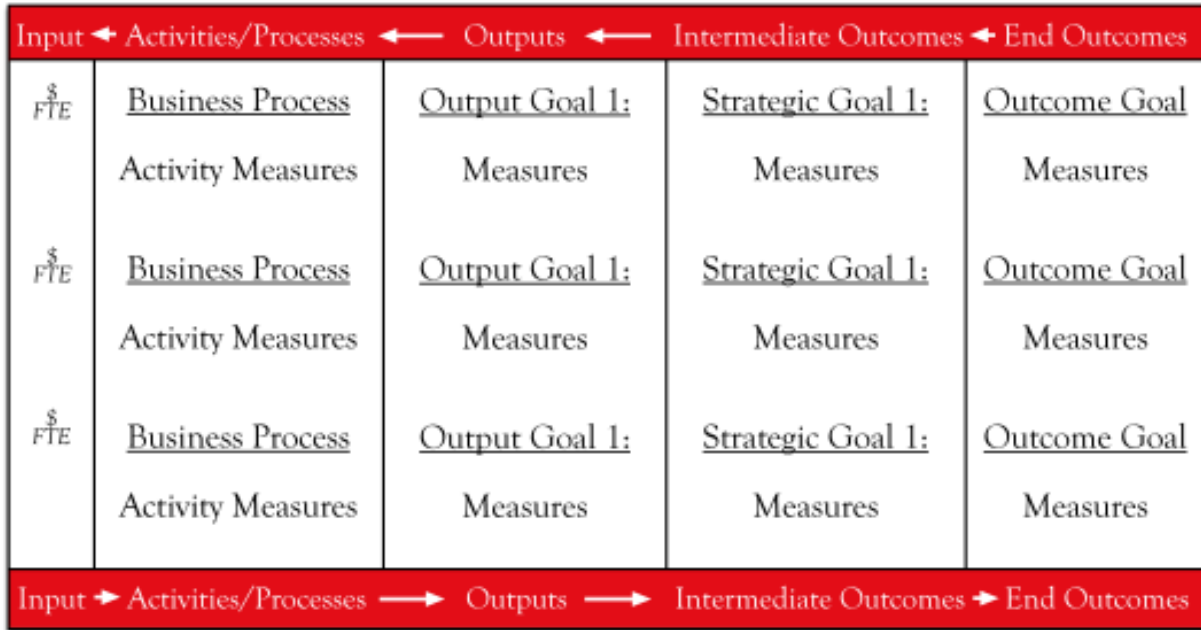 Input Activities/Processes Outputs Intermediate Outcomes End Outcomes
$ Business Process Output Goal 1: Strategic Goal 1: Outcome Goal
FTE
Activity Measures Measures Measures Measures
$ Business Process Output Goal 1: Strategic Goal 1: Outcome Goal
FTE
Activity Measures Measures Measures Measures
$ Business Process Output Goal 1: Strategic Goal 1: Outcome Goal
FTE
Activity Measures Measures Measures Measures
Input Activities/Processes Outputs Intermediate Outcomes End Outcomes